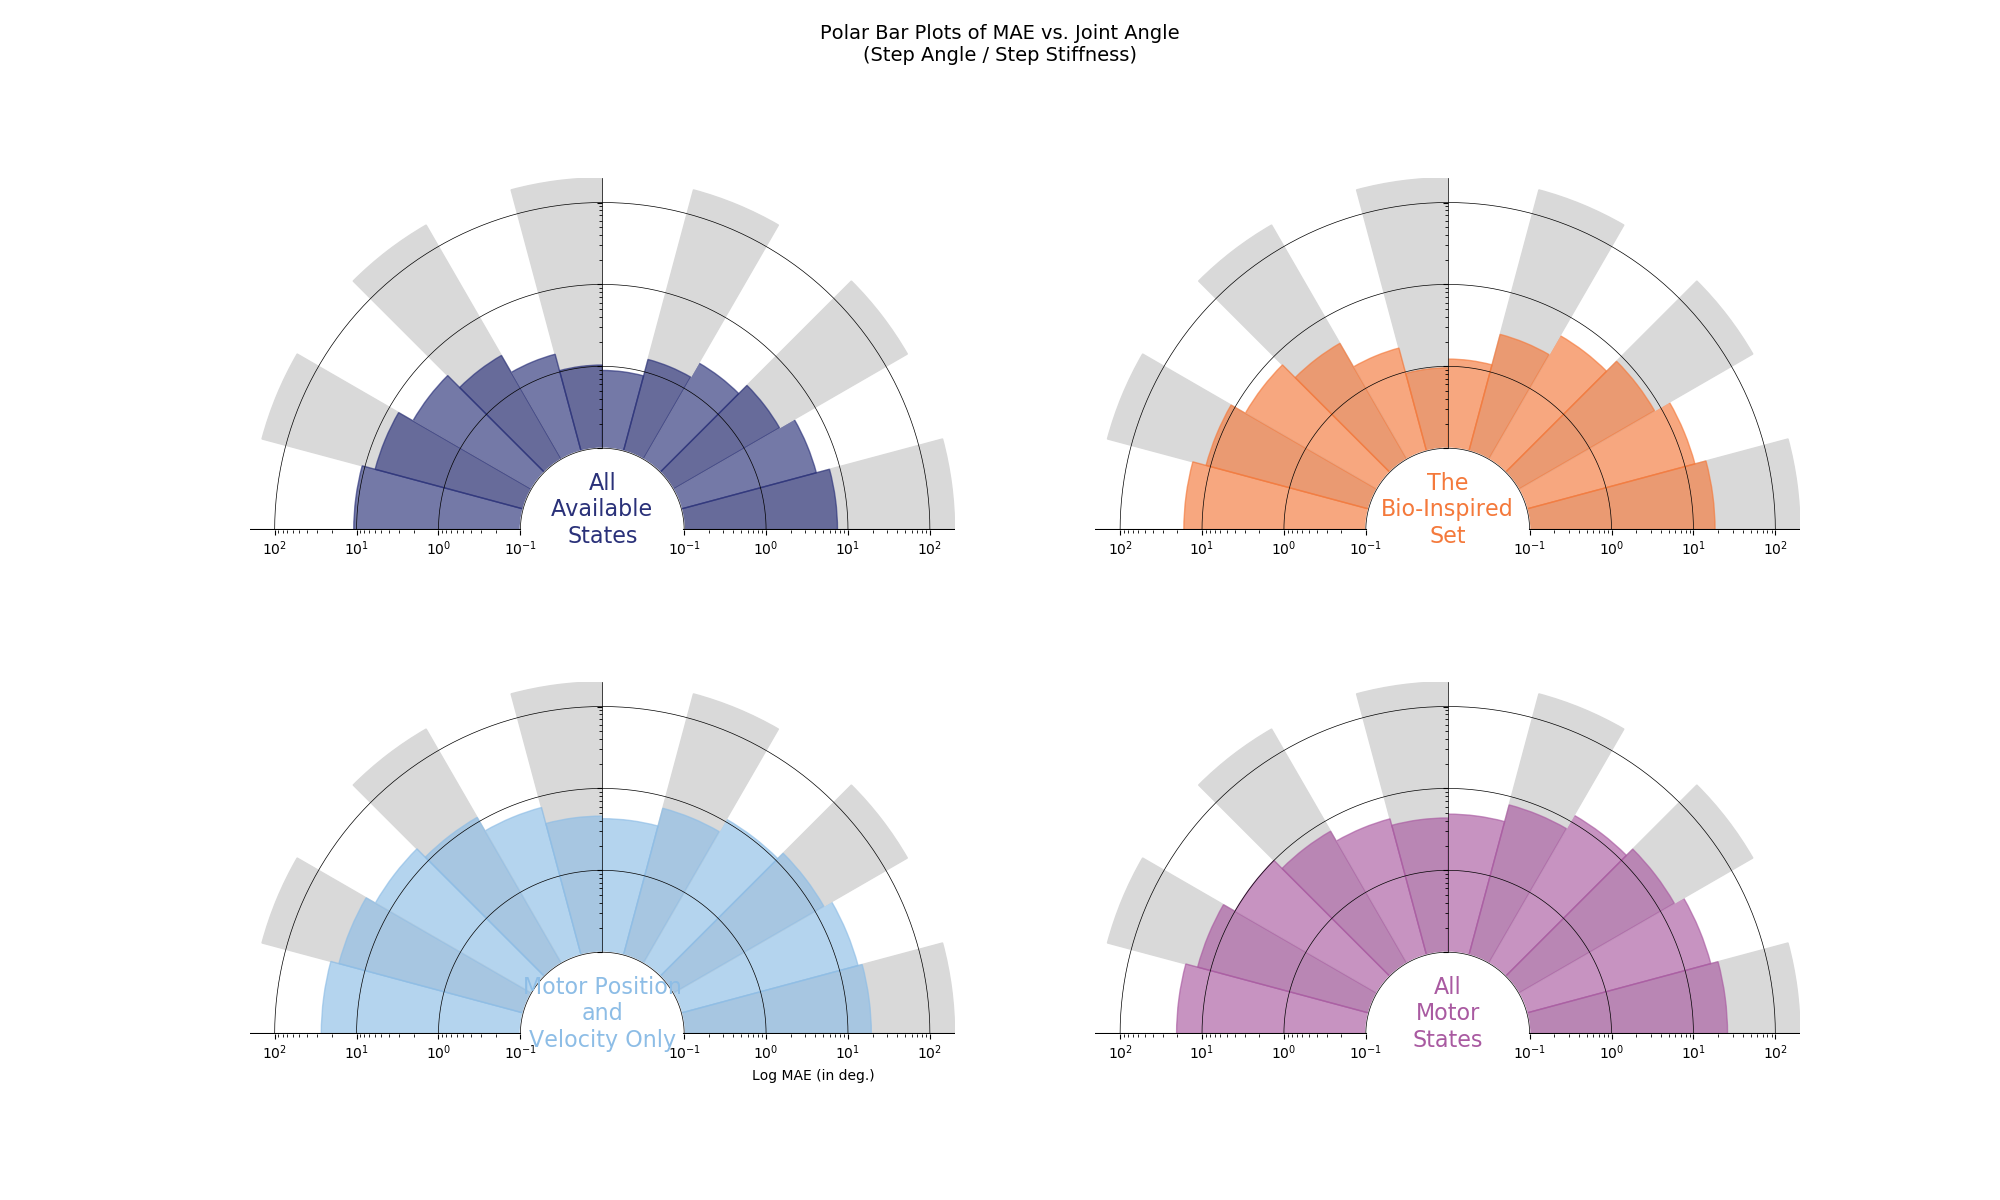 Polar Bar Plots of MAE vs. Joint Angle
(Step Angle / Step Stiffness)
All
Available
States
10² 10¹ 10⁰ 10⁻¹ 10⁻¹ 10⁰ 10¹ 10²
The
Bio-Inspired
Set
10² 10¹ 10⁰ 10⁻¹ 10⁻¹ 10⁰ 10¹ 10²
Motor Position
and
Velocity Only
10² 10¹ 10⁰ 10⁻¹ 10⁻¹ 10⁰ 10¹ 10²
Log MAE (in deg.)
All
Motor
States
10² 10¹ 10⁰ 10⁻¹ 10⁻¹ 10⁰ 10¹ 10²